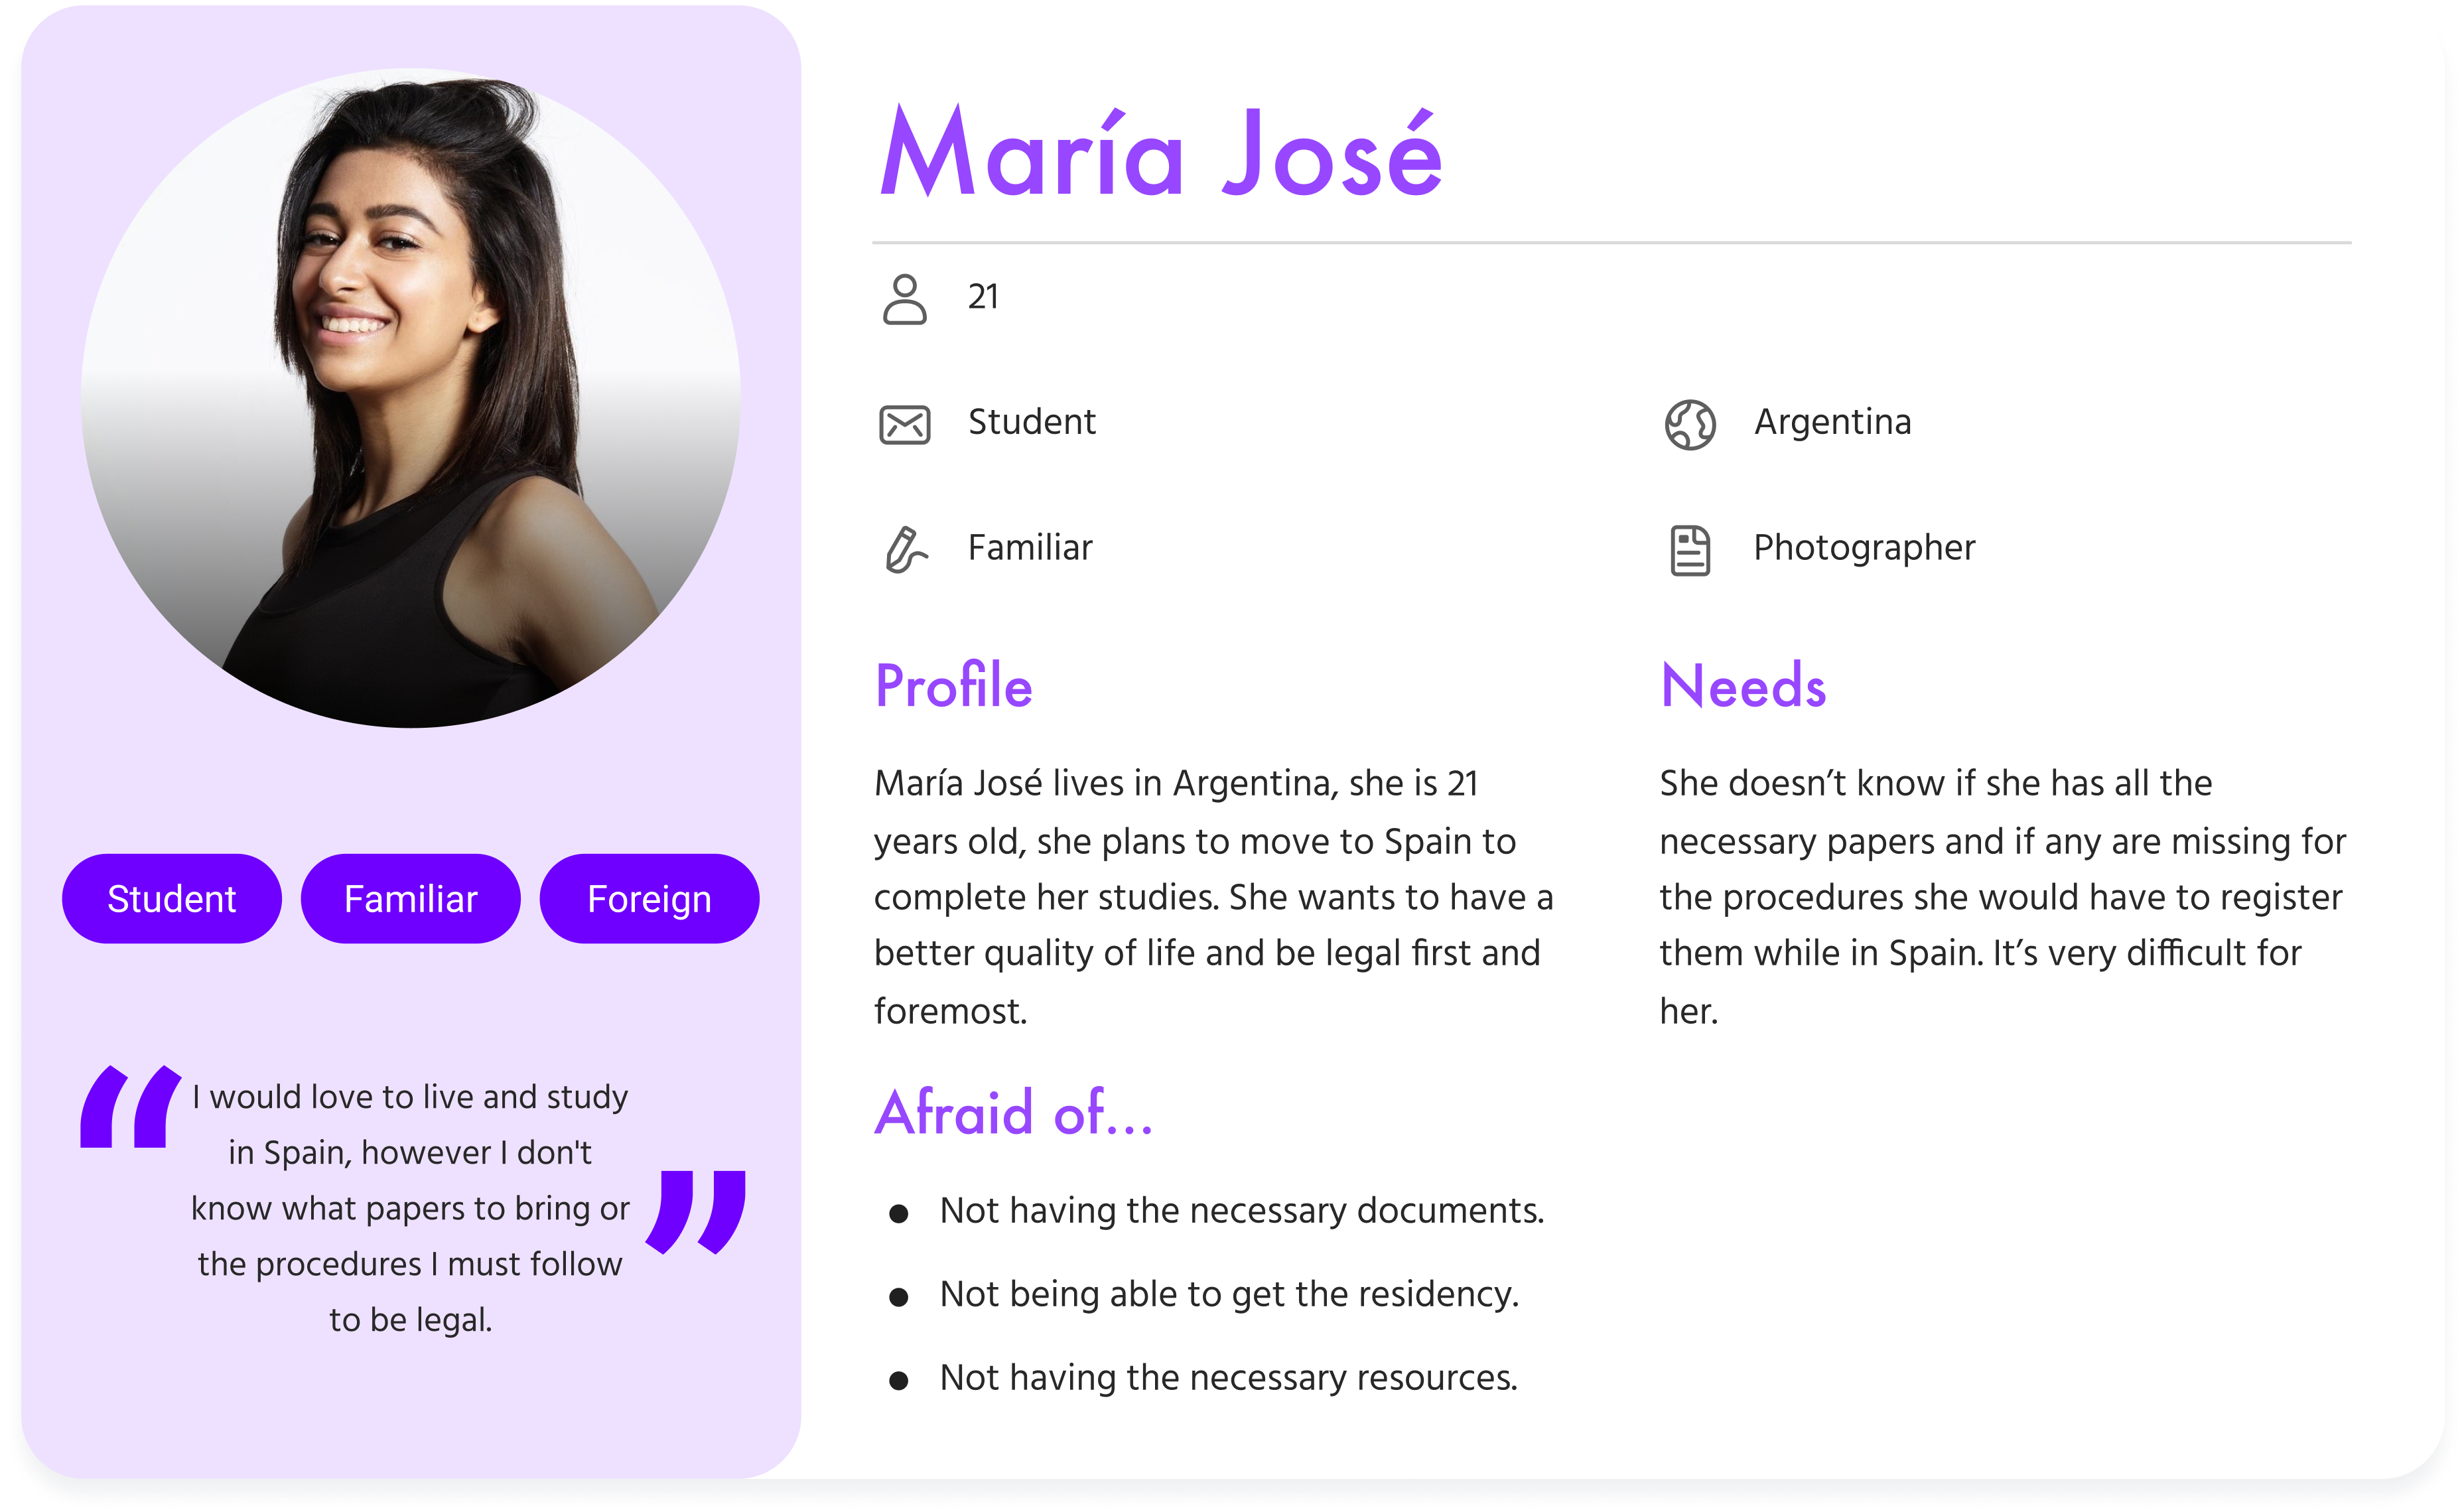 María José
21
Student
Argentina
Familiar
Photographer
Profile
María José lives in Argentina, she is 21
years old, she plans to move to Spain to
complete her studies. She wants to have a
better quality of life and be legal first and
foremost.
Needs
She doesn’t know if she has all the
necessary papers and if any are missing for
the procedures she would have to register
them while in Spain. It’s very difficult for
her.
Afraid of...
● Not having the necessary documents.
● Not being able to get the residency.
● Not having the necessary resources.
Student Familiar Foreign
“I would love to live and study
in Spain, however I don't
know what papers to bring or
the procedures I must follow
to be legal.”